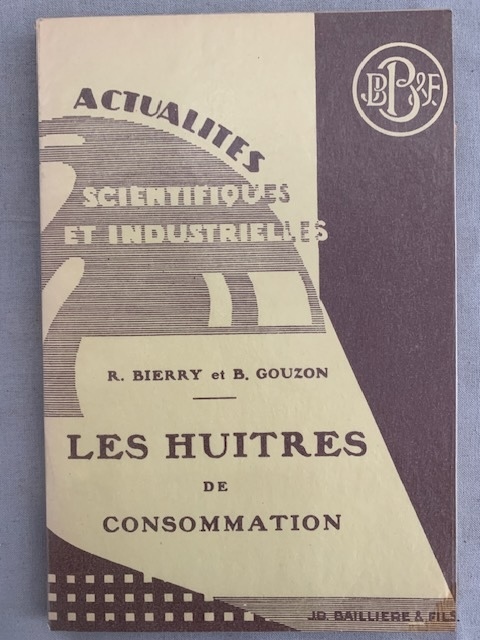 JBB&F.
ACTUALITES
SCIENTIFIQUES
ET INDUSTRIELLES
R. BIERRY et B. GOUZON
LES HUITRES
DE
CONSOMMATION
J.B. BAILLIERE & FILS.